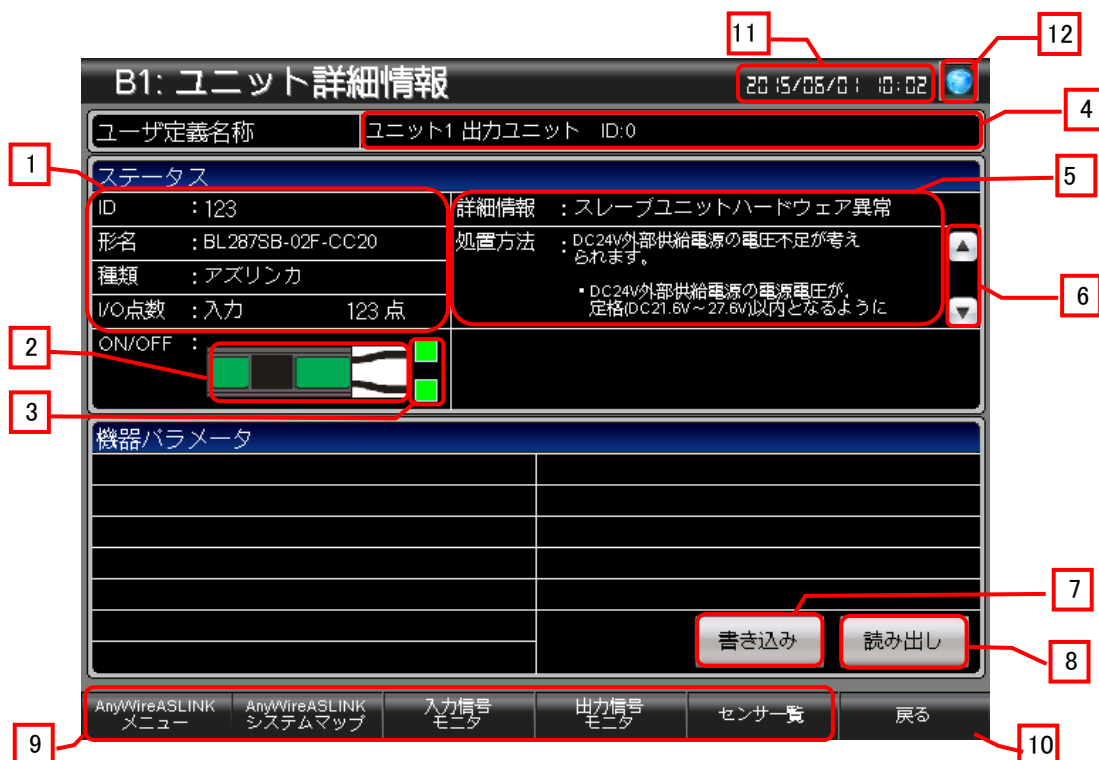 11
12
B1: ユニット詳細情報
2015/06/01 10:02
4
ユーザ定義名称
ユニット1 出力ユニット ID:0
1
ステータス
5
ID :123
詳細情報 :スレーブユニットハードウェア異常
形名 :BL287SB-02F-CC20
処置方法 :DC24V外部供給電源の電圧不足が考え
られます。
種類 :アズリンカ
・DC24V外部供給電源の電源電圧が、
6
I/O点数 :入力 123 点
定格(DC21.6V～27.6V)以内となるように
2
ON/OFF :
3
機器パラメータ
7
書き込み
読み出し
8
AnyWireASLINK
メニュー
AnyWireASLINK
システムマップ
入力信号
モニタ
出力信号
モニタ
センサ一覧
戻る
9
10